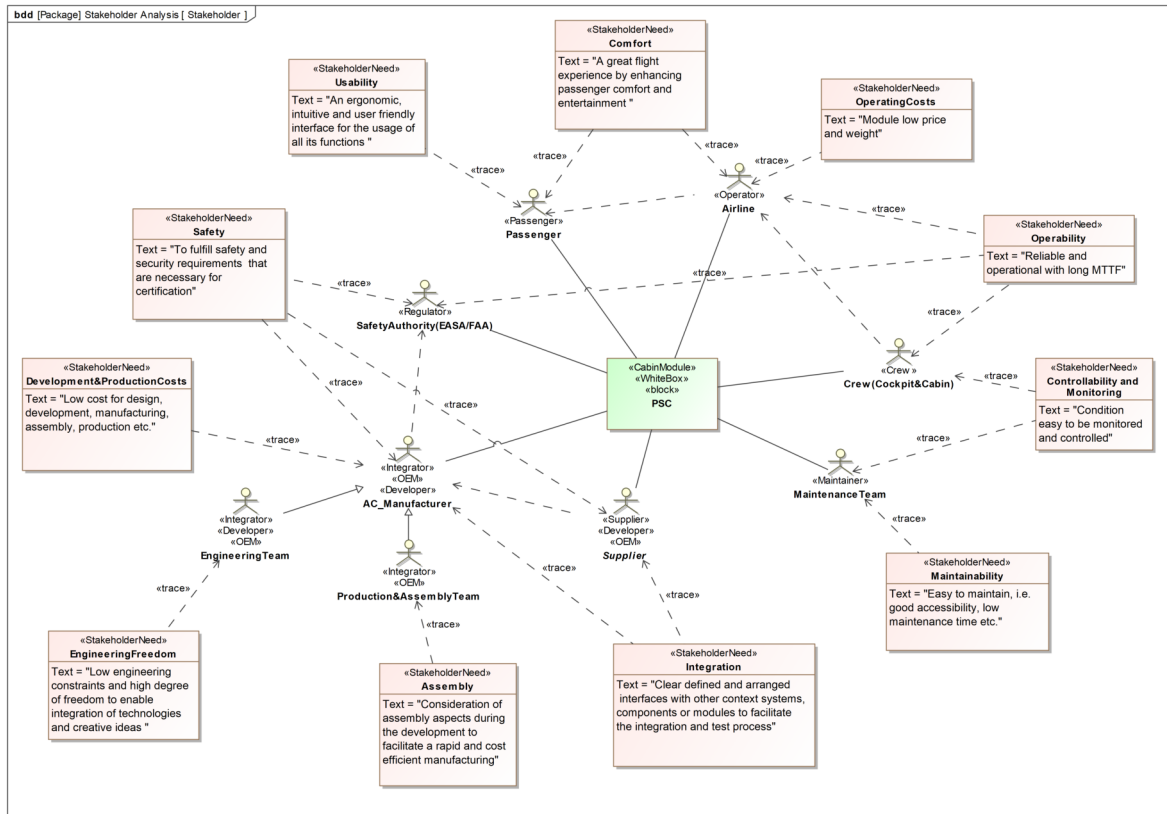 bdd [Package] Stakeholder Analysis [ Stakeholder ]
«StakeholderNeed»
Comfort
Text = "A great flight
experience by enhancing
passenger comfort and
entertainment "
«StakeholderNeed»
Usability
Text = "An ergonomic,
intuitive and user friendly
interface for the usage of
all its functions "
«StakeholderNeed»
OperatingCosts
Text = "Module low price
and weight"
«trace»
«trace»
«trace»
«trace»
«Passenger»
Passenger
«Operator»
Airline
«StakeholderNeed»
Safety
Text = "To fulfill safety and
security requirements that
are necessary for
certification"
«trace»
«StakeholderNeed»
Operability
Text = "Reliable and
operational with long MTTF"
«trace»
«trace»
«trace»
«Regulator»
SafetyAuthority(EASA/FAA)
«Crew »
Crew(Cockpit&Cabin)
«StakeholderNeed»
Development&ProductionCosts
Text = "Low cost for design,
development, manufacturing,
assembly, production etc."
«trace»
«trace»
«trace»
«CabinModule»
«WhiteBox»
«block»
PSC
«StakeholderNeed»
Controllability and
Monitoring
Text = "Condition
easy to be monitored
and controlled"
«trace»
«trace»
«trace»
«Integrator»
«OEM»
«Developer»
AC_Manufacturer
«Maintainer»
MaintenanceTeam
«Integrator»
«Developer»
«OEM»
EngineeringTeam
«Supplier»
«Developer»
«OEM»
Supplier
«trace»
«Integrator»
«OEM»
Production&AssemblyTeam
«StakeholderNeed»
Maintainability
Text = "Easy to maintain, i.e.
good accessibility, low
maintenance time etc."
«trace»
«trace»
«trace»
«trace»
«StakeholderNeed»
EngineeringFreedom
Text = "Low engineering
constraints and high degree
of freedom to enable
integration of technologies
and creative ideas "
«StakeholderNeed»
Assembly
Text = "Consideration of
assembly aspects during
the development to
facilitate a rapid and cost
efficient manufacturing"
«StakeholderNeed»
Integration
Text = "Clear defined and arranged
interfaces with other context systems,
components or modules to facilitate
the integration and test process"